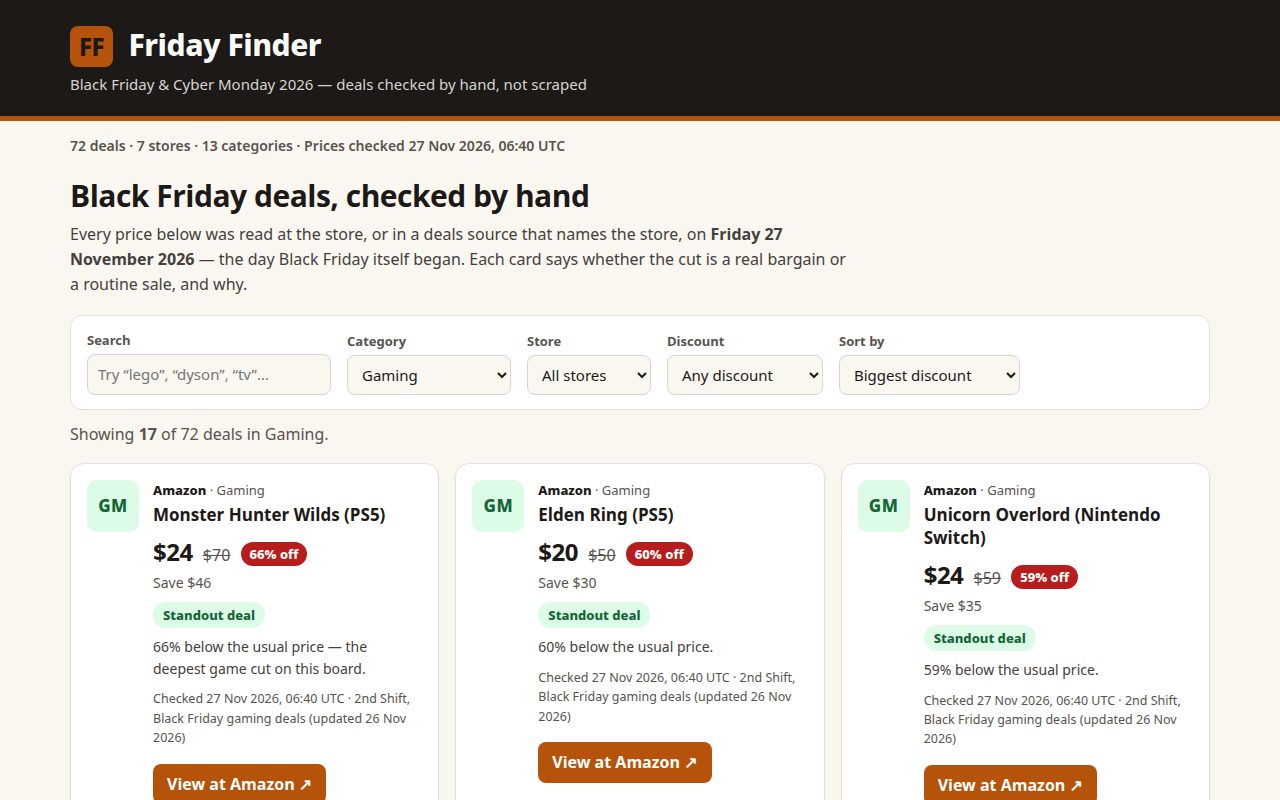 FF
Friday Finder
Black Friday & Cyber Monday 2026 — deals checked by hand, not scraped
72 deals · 7 stores · 13 categories · Prices checked 27 Nov 2026, 06:40 UTC
Black Friday deals, checked by hand
Every price below was read at the store, or in a deals source that names the store, on Friday 27
November 2026 — the day Black Friday itself began. Each card says whether the cut is a real bargain or
a routine sale, and why.
Search
Try “lego”, “dyson”, “tv”…
Category
Gaming
Store
All stores
Discount
Any discount
Sort by
Biggest discount
Showing 17 of 72 deals in Gaming.
GM
Amazon · Gaming
Monster Hunter Wilds (PS5)
$24 $70 66% off
Save $46
Standout deal
66% below the usual price — the
deepest game cut on this board.
Checked 27 Nov 2026, 06:40 UTC · 2nd Shift,
Black Friday gaming deals (updated 26 Nov
2026)
View at Amazon ↗
GM
Amazon · Gaming
Elden Ring (PS5)
$20 $50 60% off
Save $30
Standout deal
60% below the usual price.
Checked 27 Nov 2026, 06:40 UTC · 2nd Shift,
Black Friday gaming deals (updated 26 Nov
2026)
View at Amazon ↗
GM
Amazon · Gaming
Unicorn Overlord (Nintendo
Switch)
$24 $59 59% off
Save $35
Standout deal
59% below the usual price.
Checked 27 Nov 2026, 06:40 UTC · 2nd Shift,
Black Friday gaming deals (updated 26 Nov
2026)
View at Amazon ↗